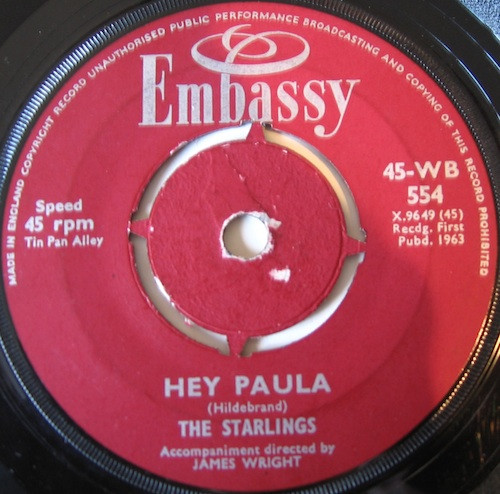 MADE IN ENGLAND COPYRIGHT RECORD UNAUTHORISED PUBLIC PERFORMANCE BROADCASTING AND COPYING OF THIS RECORD PROHIBITED
Embassy
Speed
45 rpm
Tin Pan Alley
45-WB
554
X.9649 (45)
Recdg. First
Pubd. 1963
HEY PAULA
(Hildebrand)
THE STARLINGS
Accompaniment directed by
JAMES WRIGHT